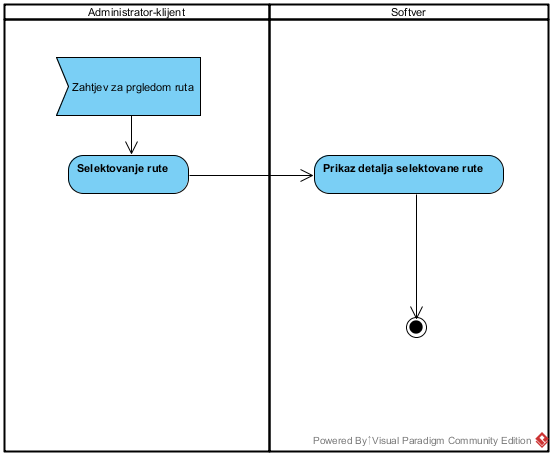 Administrator-klijent
Softver
Zahtjev za prgledom ruta
Selektovanje rute
Prikaz detalja selektovane rute
Powered By Visual Paradigm Community Edition